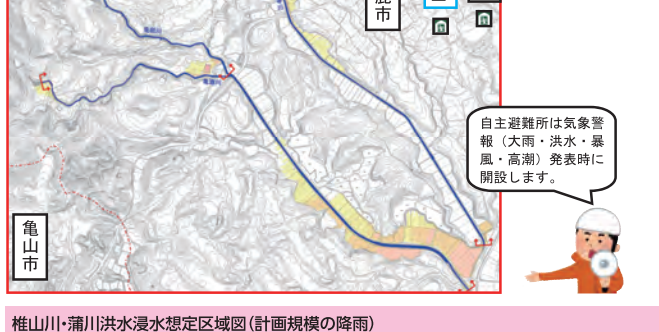 鹿
市
自主避難所は気象警
報（大雨・洪水・暴
風・高潮）発表時に
開設します。
亀
山
市
椎山川・蒲川洪水浸水想定区域図（計画規模の降雨）